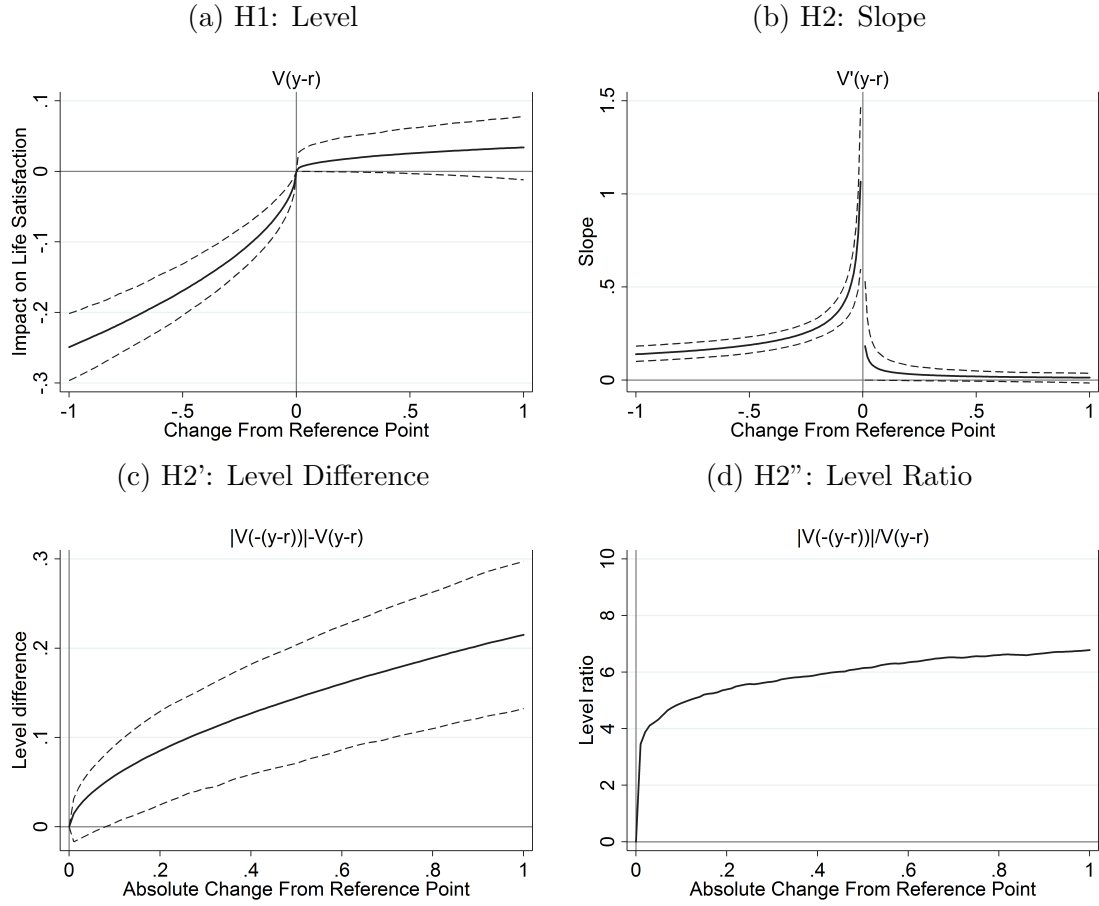 (a) H1: Level
V(y-r)
Impact on Life Satisfaction
.1
0
-.1
-.2
-.3
-1 -.5 0 .5 1
Change From Reference Point
(b) H2: Slope
V'(y-r)
Slope
1.5
1
.5
0
-1 -.5 0 .5 1
Change From Reference Point
(c) H2': Level Difference
|V(-(y-r))|-V(y-r)
Level difference
.3
.2
.1
0
0 .2 .4 .6 .8 1
Absolute Change From Reference Point
(d) H2”: Level Ratio
|V(-(y-r))|/V(y-r)
Level ratio
10
8
6
4
2
0
0 .2 .4 .6 .8 1
Absolute Change From Reference Point